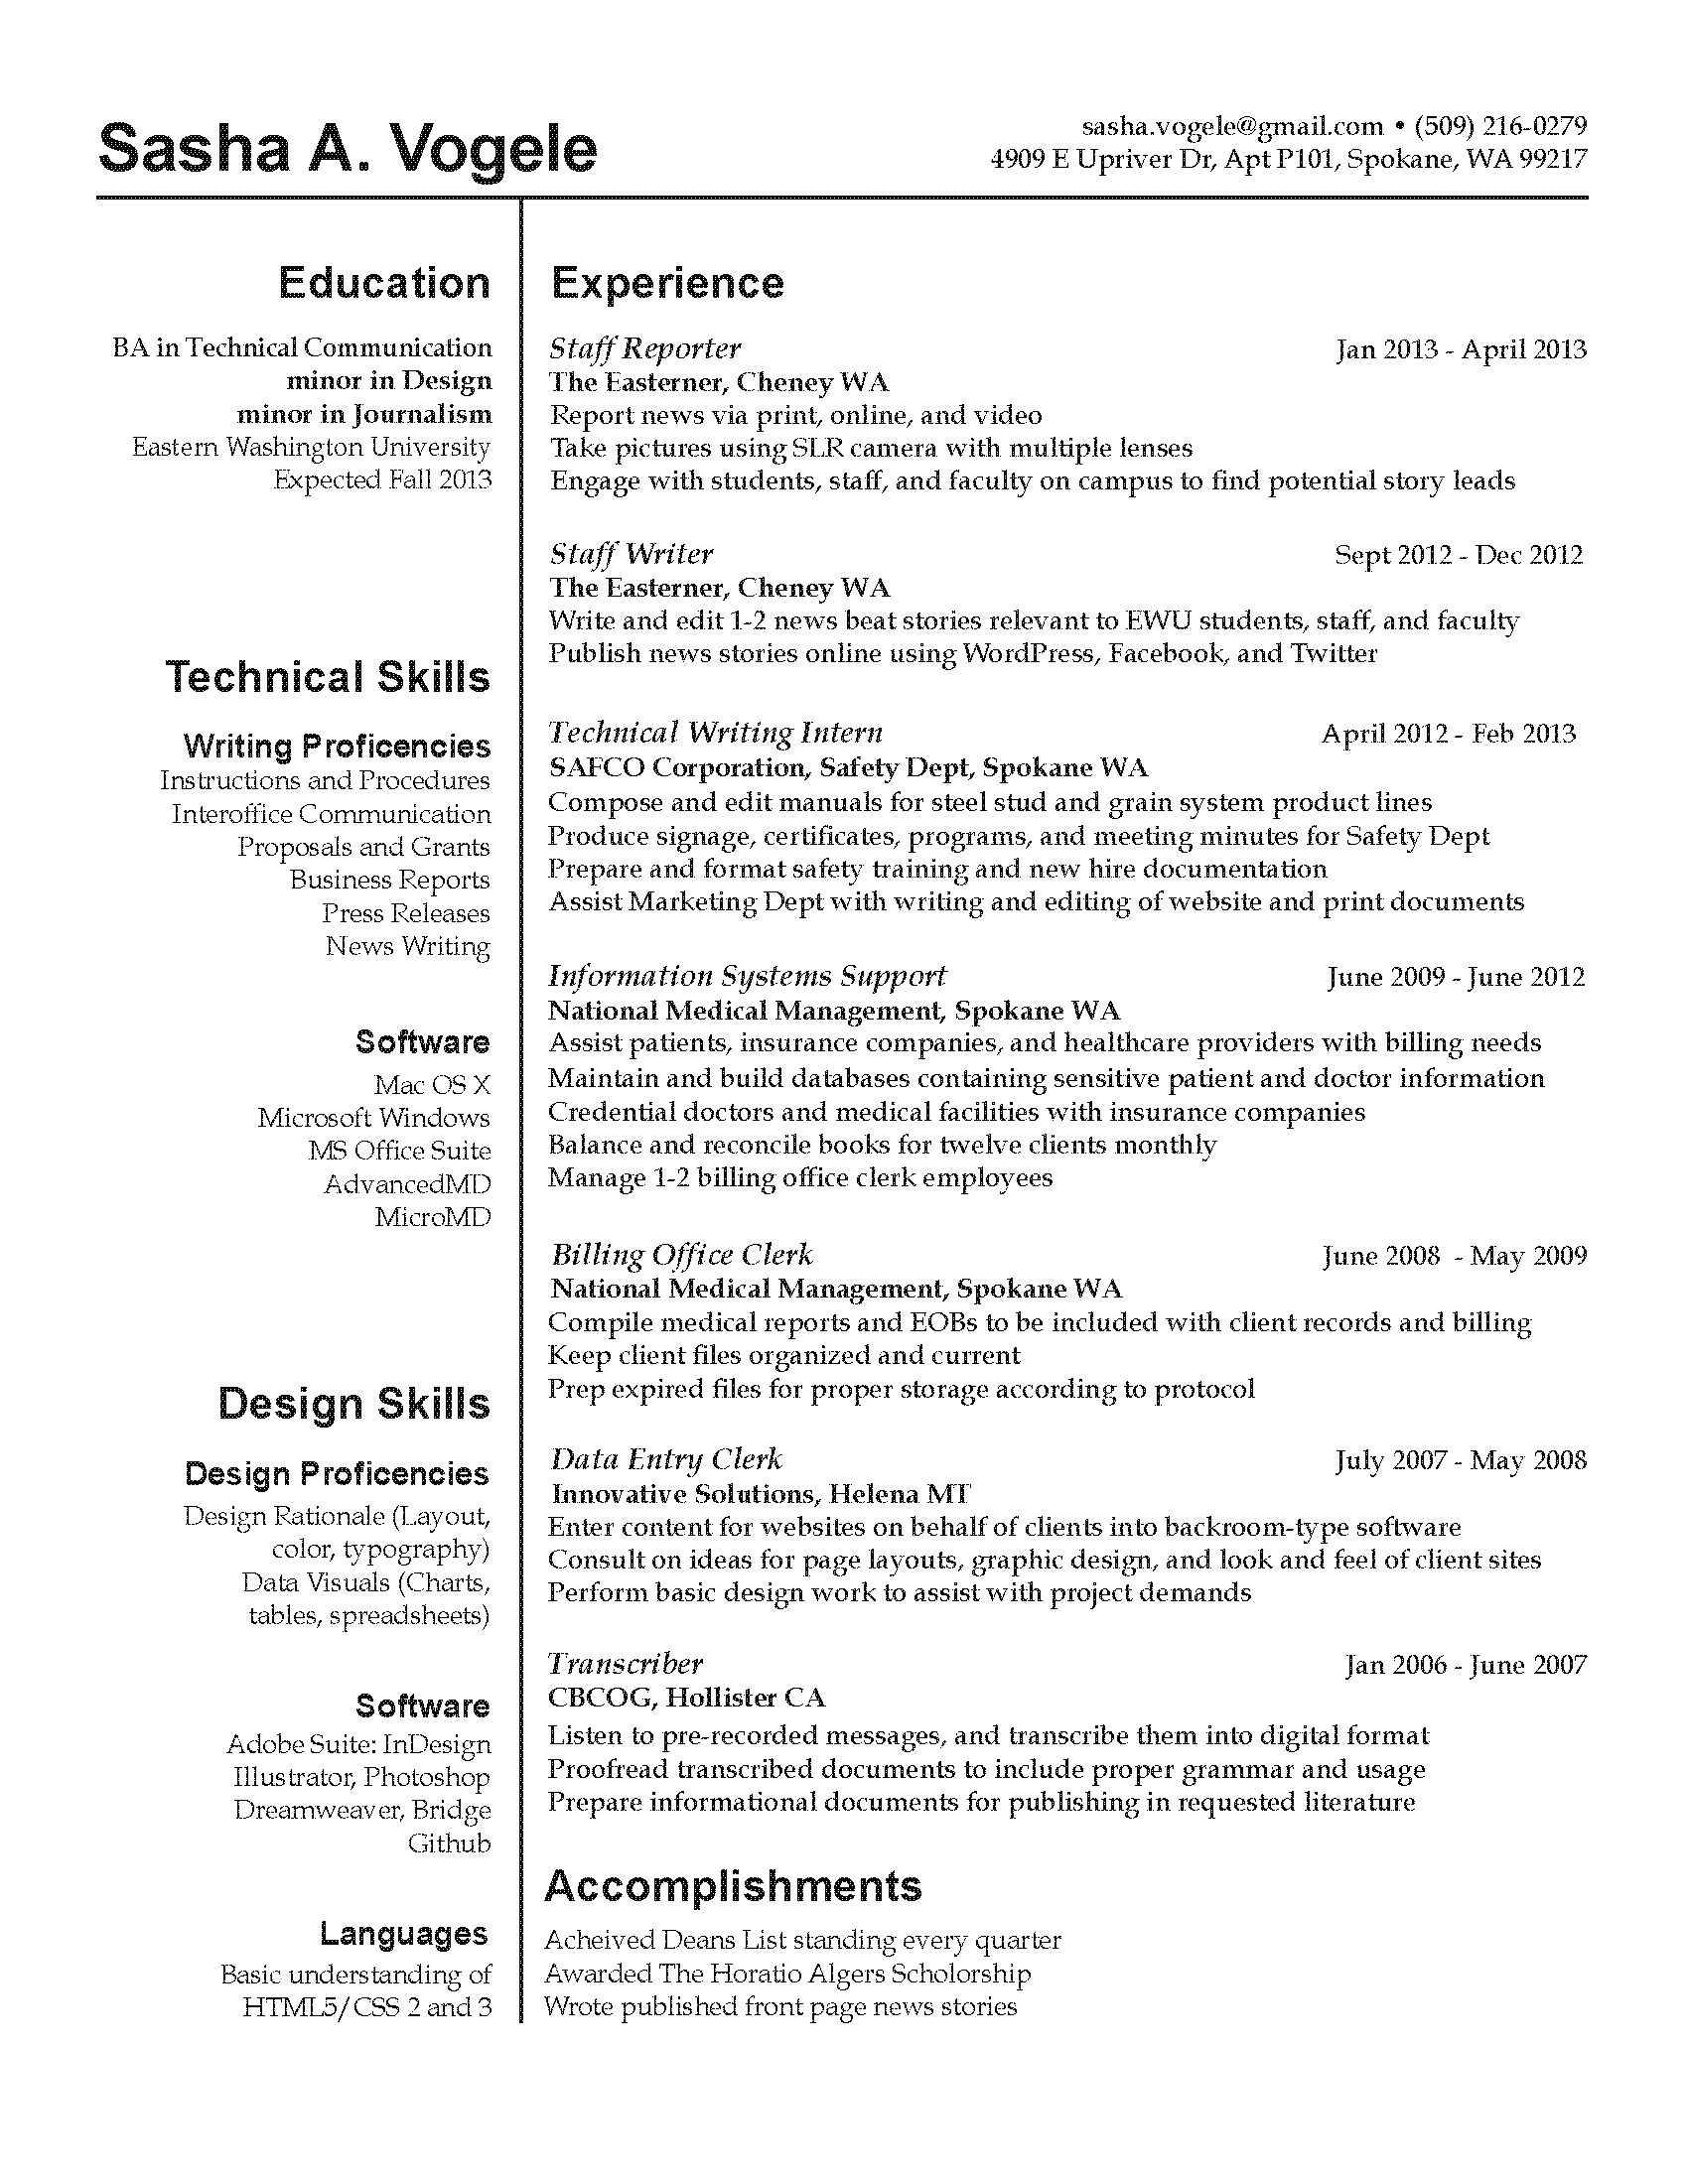 Sasha A. Vogele
sasha.vogele@gmail.com • (509) 216-0279
4909 E Upriver Dr, Apt P101, Spokane, WA 99217
Education
BA in Technical Communication
minor in Design
minor in Journalism
Eastern Washington University
Expected Fall 2013
Technical Skills
Writing Proficencies
Instructions and Procedures
Interoffice Communication
Proposals and Grants
Business Reports
Press Releases
News Writing
Software
Mac OS X
Microsoft Windows
MS Office Suite
AdvancedMD
MicroMD
Design Skills
Design Proficencies
Design Rationale (Layout,
color, typography)
Data Visuals (Charts,
tables, spreadsheets)
Software
Adobe Suite: InDesign
Illustrator, Photoshop
Dreamweaver, Bridge
Github
Languages
Basic understanding of
HTML5/CSS 2 and 3
Experience
Staff Reporter Jan 2013 - April 2013
The Easterner, Cheney WA
Report news via print, online, and video
Take pictures using SLR camera with multiple lenses
Engage with students, staff, and faculty on campus to find potential story leads
Staff Writer Sept 2012 - Dec 2012
The Easterner, Cheney WA
Write and edit 1-2 news beat stories relevant to EWU students, staff, and faculty
Publish news stories online using WordPress, Facebook, and Twitter
Technical Writing Intern April 2012 - Feb 2013
SAFCO Corporation, Safety Dept, Spokane WA
Compose and edit manuals for steel stud and grain system product lines
Produce signage, certificates, programs, and meeting minutes for Safety Dept
Prepare and format safety training and new hire documentation
Assist Marketing Dept with writing and editing of website and print documents
Information Systems Support June 2009 - June 2012
National Medical Management, Spokane WA
Assist patients, insurance companies, and healthcare providers with billing needs
Maintain and build databases containing sensitive patient and doctor information
Credential doctors and medical facilities with insurance companies
Balance and reconcile books for twelve clients monthly
Manage 1-2 billing office clerk employees
Billing Office Clerk June 2008 - May 2009
National Medical Management, Spokane WA
Compile medical reports and EOBs to be included with client records and billing
Keep client files organized and current
Prep expired files for proper storage according to protocol
Data Entry Clerk July 2007 - May 2008
Innovative Solutions, Helena MT
Enter content for websites on behalf of clients into backroom-type software
Consult on ideas for page layouts, graphic design, and look and feel of client sites
Perform basic design work to assist with project demands
Transcriber Jan 2006 - June 2007
CBCOG, Hollister CA
Listen to pre-recorded messages, and transcribe them into digital format
Proofread transcribed documents to include proper grammar and usage
Prepare informational documents for publishing in requested literature
Accomplishments
Acheived Deans List standing every quarter
Awarded The Horatio Algers Scholorship
Wrote published front page news stories